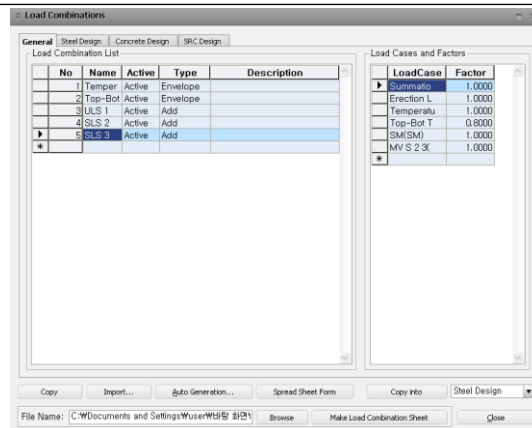 Load Combinations
General Steel Design Concrete Design SRC Design
Load Combination List
No Name Active Type Description
1 Temper Active Envelope
2 Top-Bot Active Envelope
3 ULS 1 Active Add
4 SLS 2 Active Add
5 SLS 3 Active Add
Load Cases and Factors
LoadCase Factor
Summatio 1.0000
Erection L 1.0000
Temperatu 1.0000
Top-Bot T 0.8000
SM(SM) 1.0000
MV S 2 3( 1.0000
Copy Import... Auto Generation... Spread Sheet Form Copy into Steel Design
File Name: C:₩Documents and Settings₩user₩바탕 화면₩ Browse Make Load Combination Sheet Close